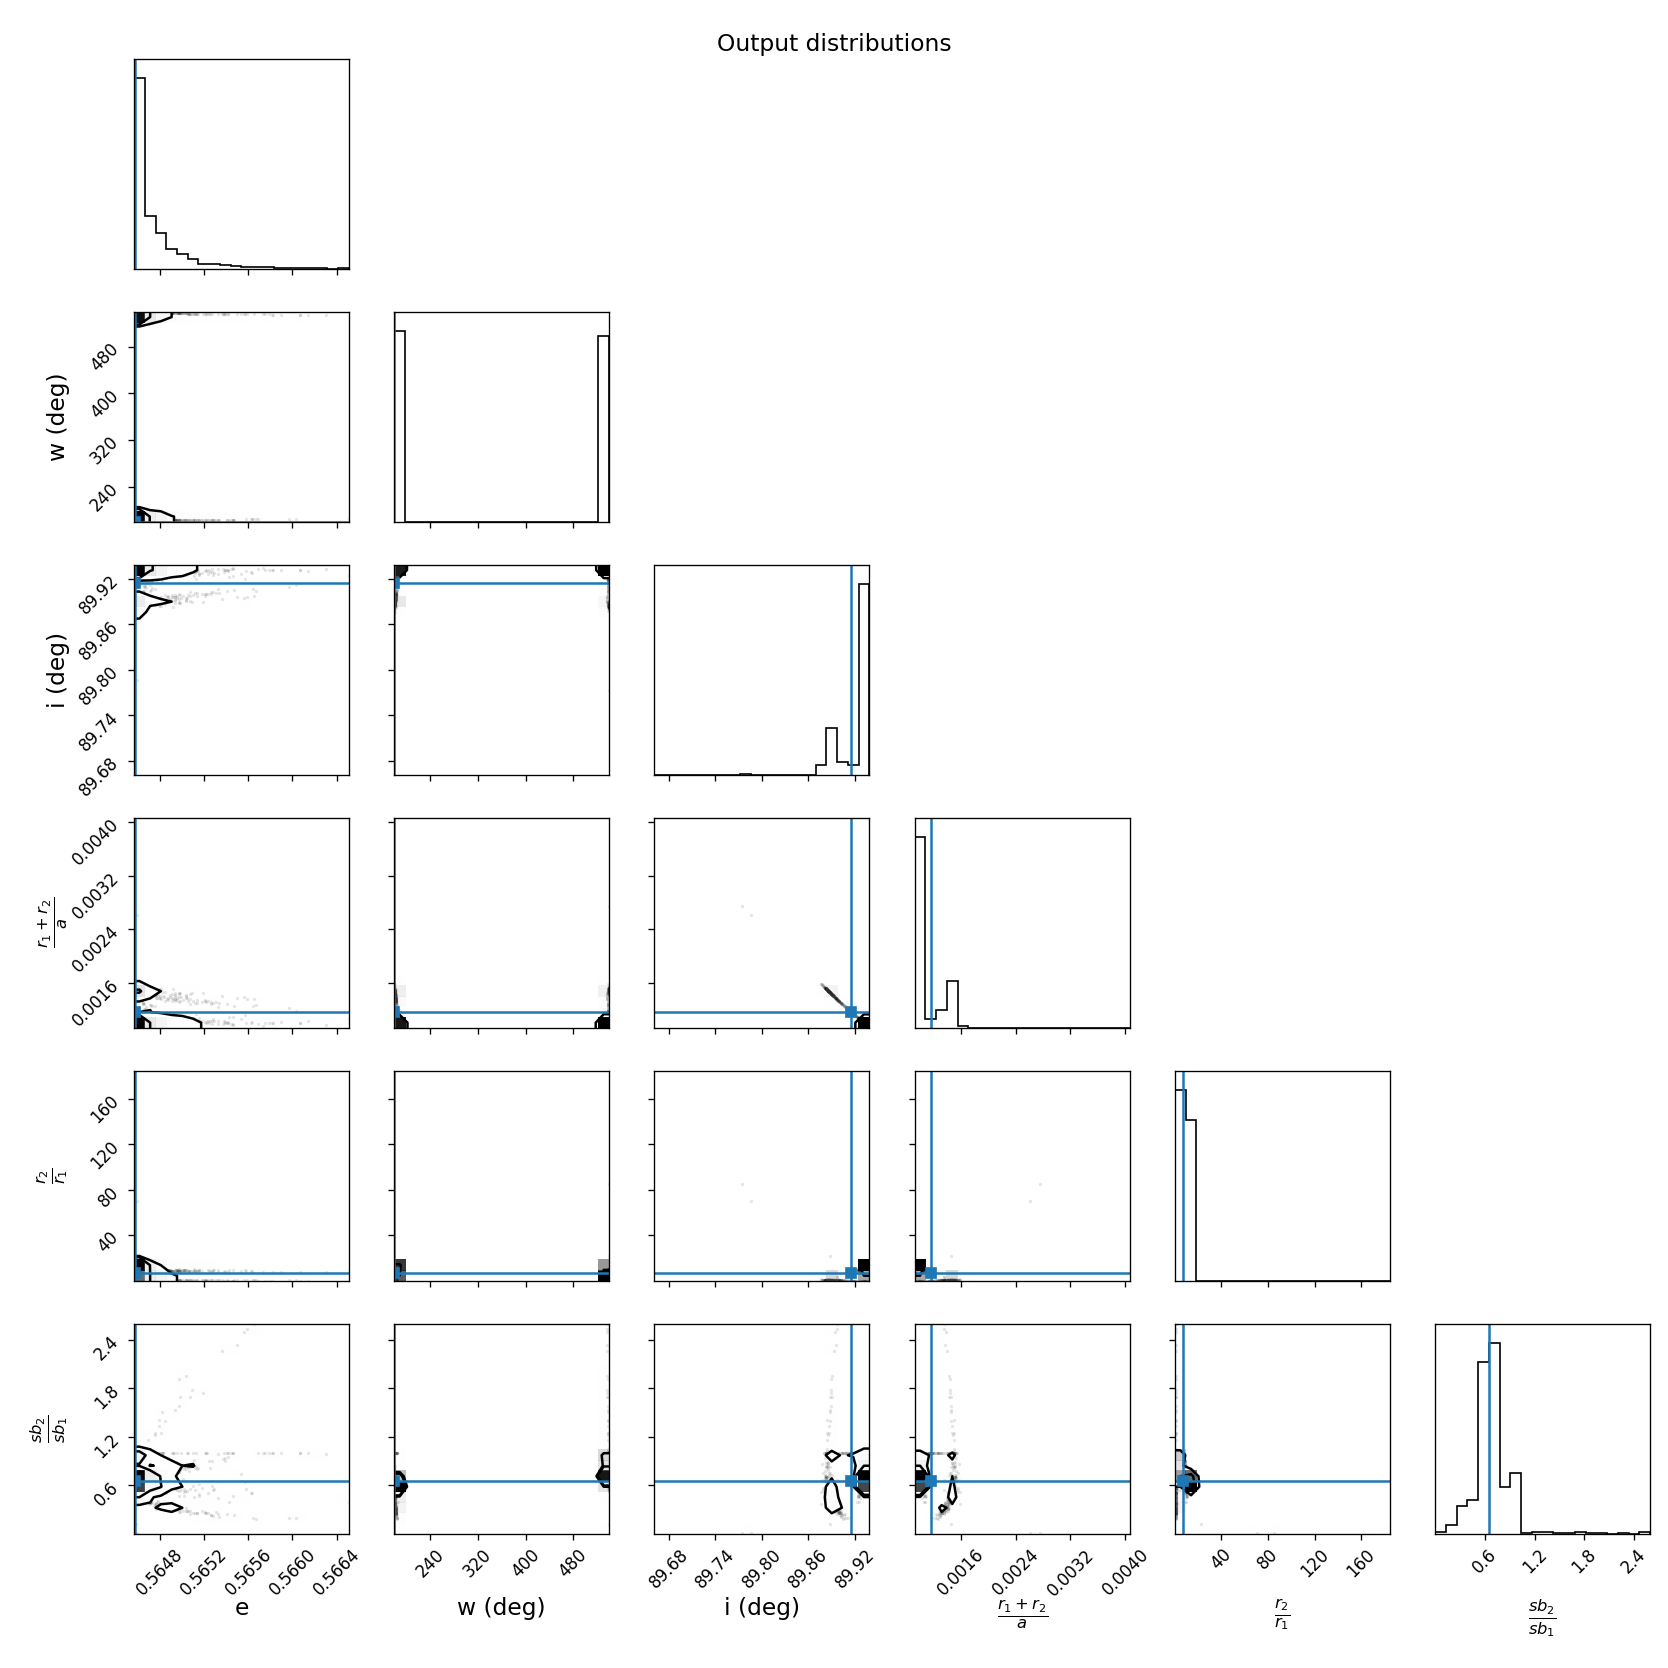 Output distributions
w (deg)
480
400
320
240
i (deg)
89.92
89.86
89.80
89.74
89.68
r₁ + r₂
a
0.0040
0.0032
0.0024
0.0016
r₂
r₁
160
120
80
40
sb₂
sb₁
2.4
1.8
1.2
0.6
0.5648 0.5652 0.5656 0.5660 0.5664
e
240 320 400 480
w (deg)
89.68 89.74 89.80 89.86 89.92
i (deg)
0.0016 0.0024 0.0032 0.0040
r₁ + r₂
a
40 80 120 160
r₂
r₁
0.6 1.2 1.8 2.4
sb₂
sb₁